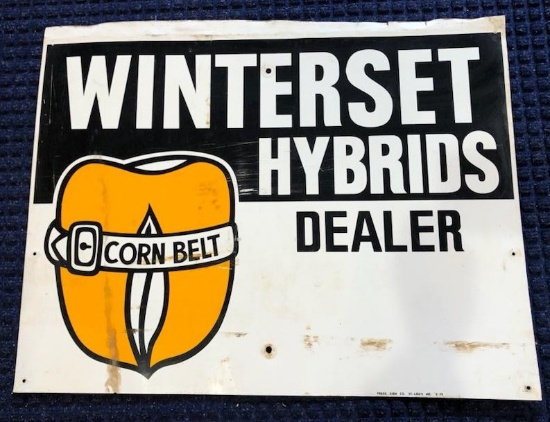 WINTERSET
HYBRIDS
DEALER
CORN BELT